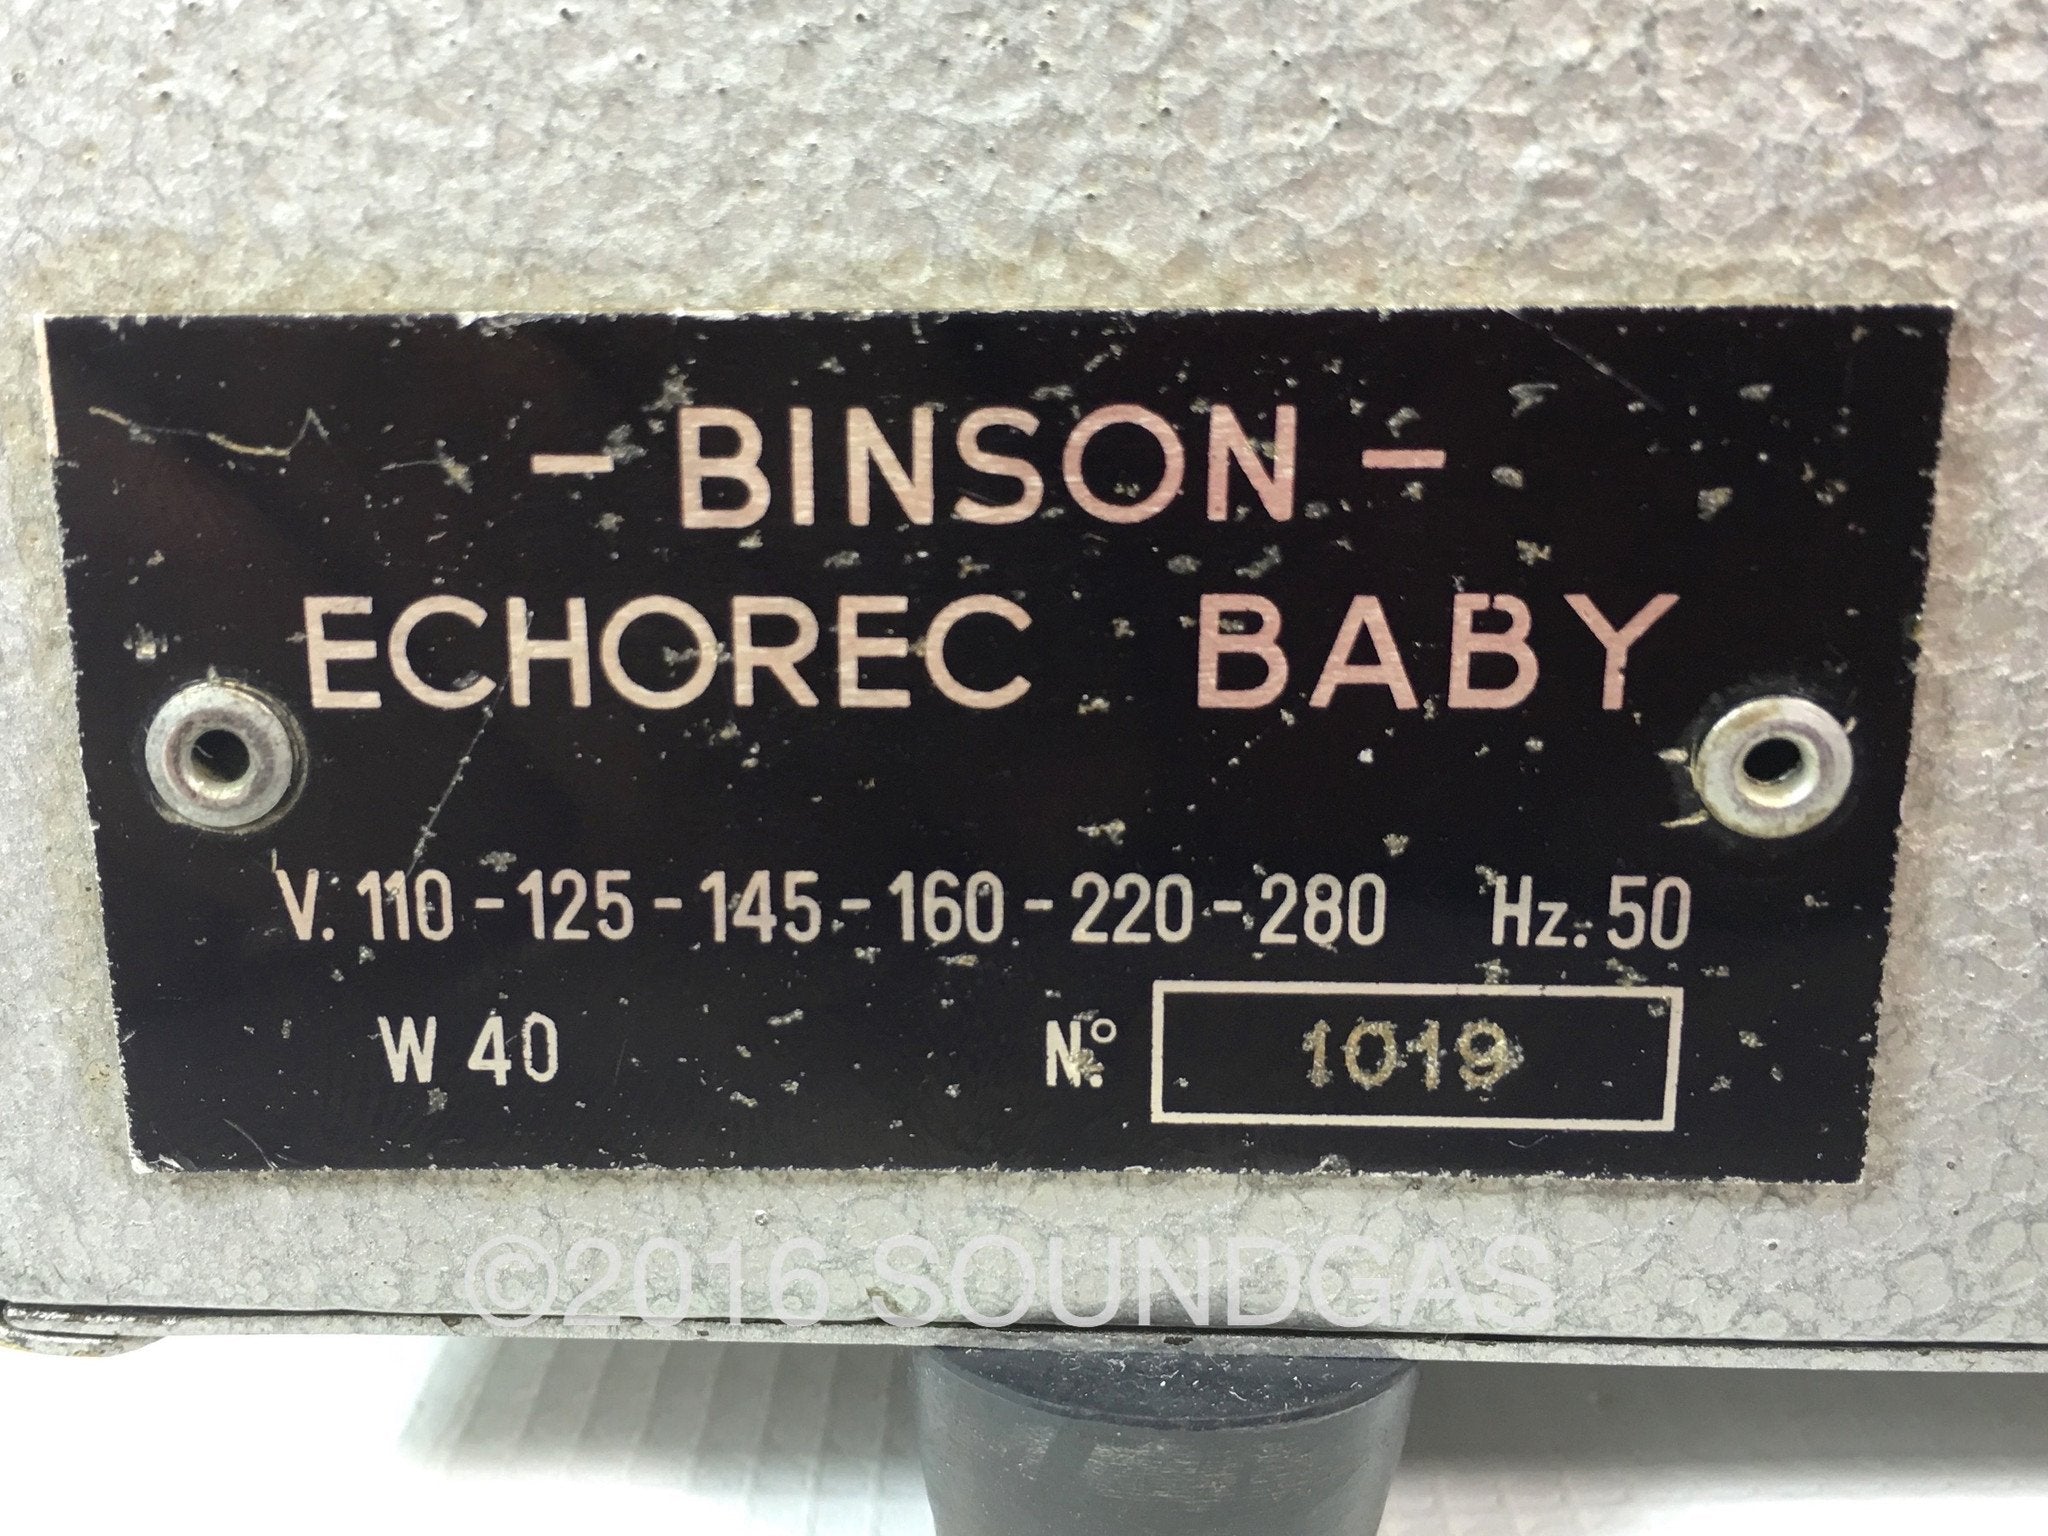 - BINSON -
ECHOREC BABY
V. 110 - 125 - 145 - 160 - 220 - 280 Hz. 50
W 40 N.° 1019
©2016 SOUNDGAS